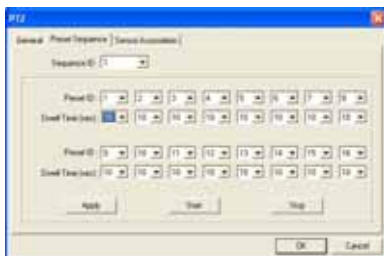 PTZ
General Preset Sequence Sensor Association
Sequence ID: 1
Preset ID: 1 2 3 4 5 6 7 8
Dwell Time (sec) 10 10 10 10 10 10 10 10
Preset ID: 9 10 11 12 13 14 15 16
Dwell Time (sec) 10 10 10 10 10 10 10 10
Apply Start Stop
OK Cancel